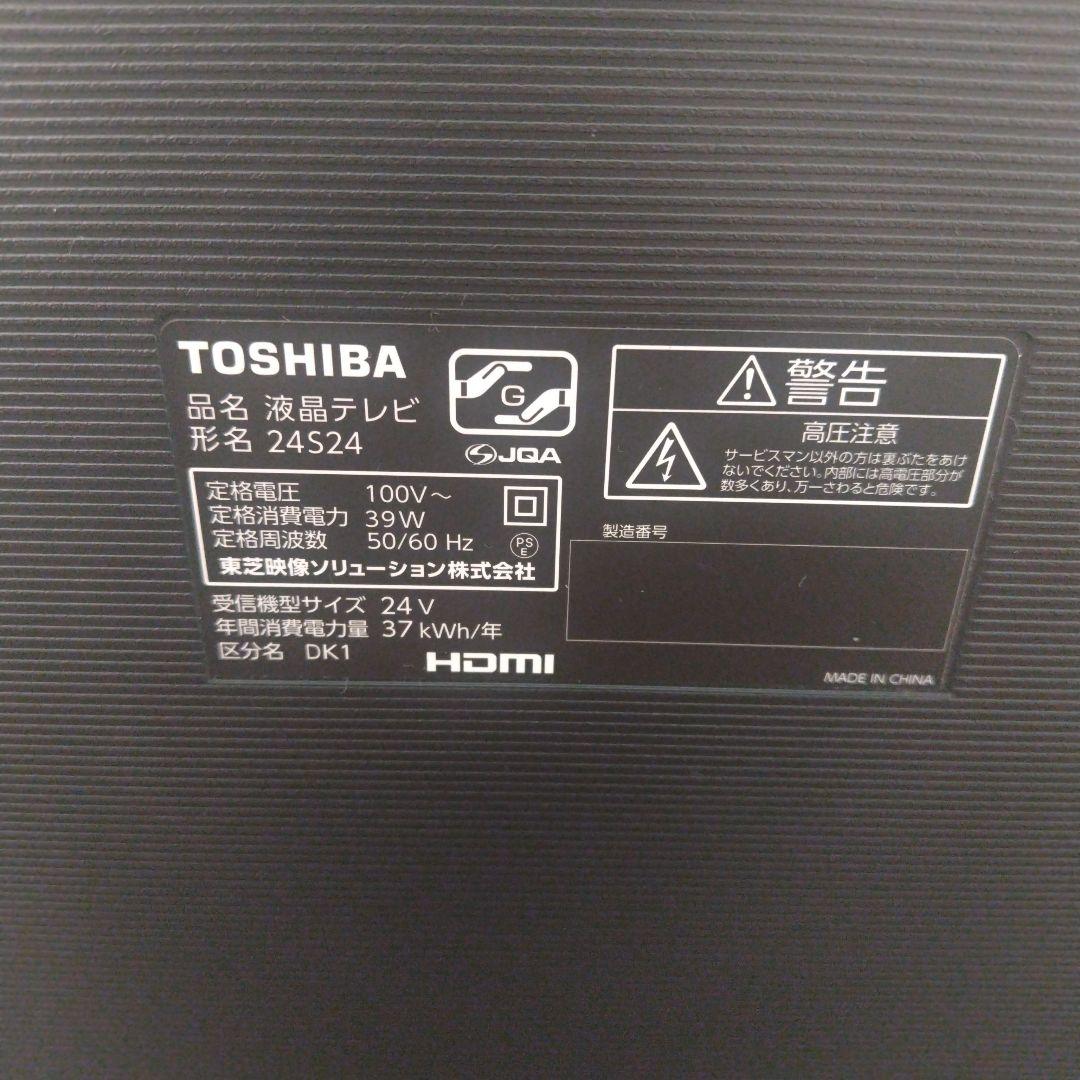 TOSHIBA
品名 液晶テレビ
形名 24S24
G
JQA
定格電圧 100V～
定格消費電力 39W
定格周波数 50/60 Hz
PS
E
東芝映像ソリューション株式会社
受信機型サイズ 24V
年間消費電力量 37 kWh/年
区分名 DK1
HDMI
警告
高圧注意
サービスマン以外の方は裏ぶたをあけ
ないでください。内部には高電圧部分が
数多くあり、万一さわると危険です。
製造番号
MADE IN CHINA